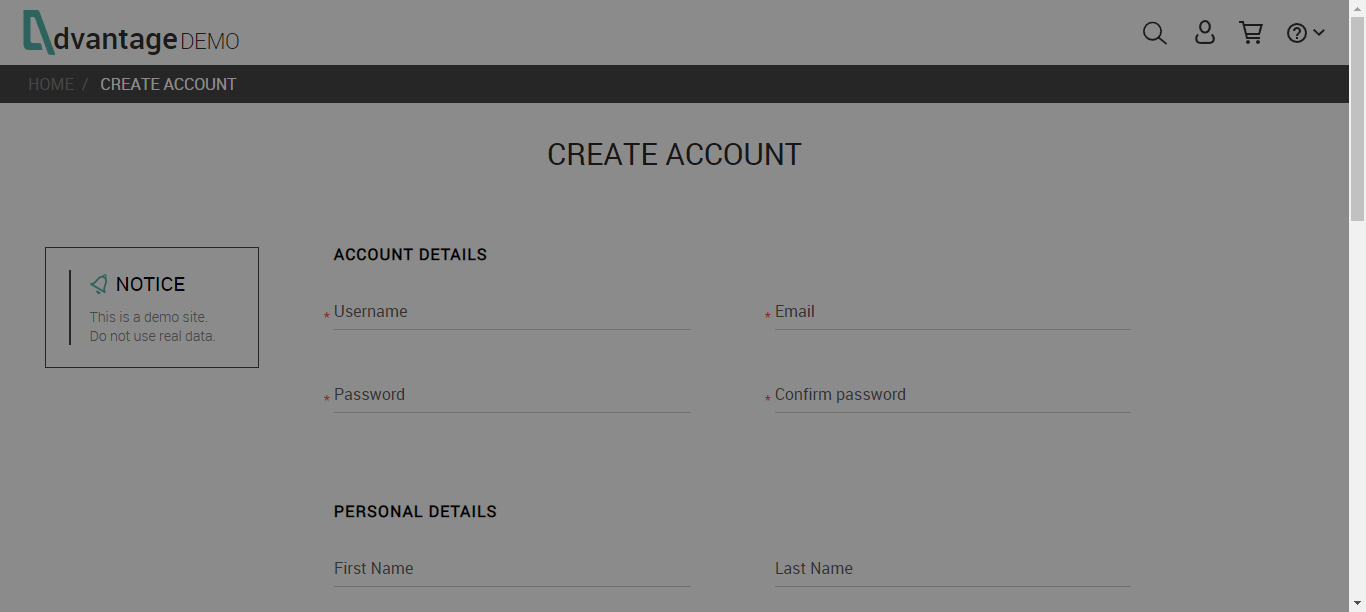 dvantage DEMO
HOME / CREATE ACCOUNT
CREATE ACCOUNT
NOTICE
This is a demo site.
Do not use real data.
ACCOUNT DETAILS
* Username
* Email
* Password
* Confirm password
PERSONAL DETAILS
First Name
Last Name